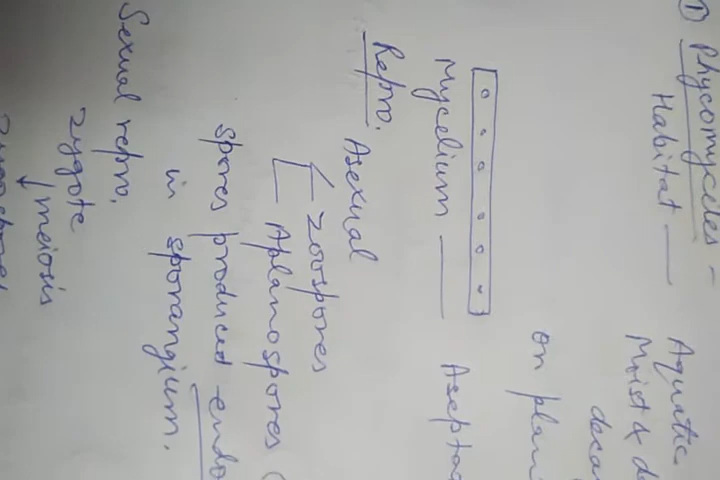 ① Phycomyceles -
Habitat — Aquatic
Moist & d
deca
on plan
Mycelium — Asepta
Repro. Asexual
Zoospores
Aplanospores (
spores produced endo
in sporangium.
Sexual repro.
zygote
meiosis